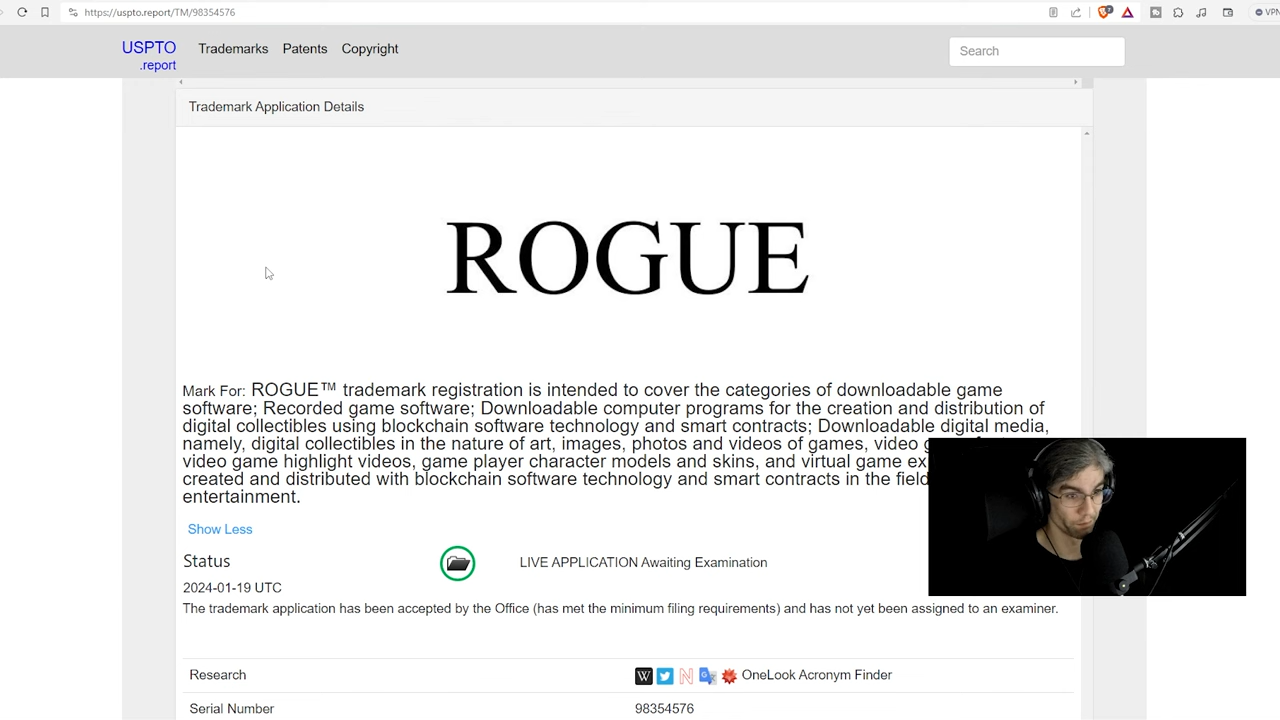 https://uspto.report/TM/98354576
VPN
USPTO
.report
Trademarks Patents Copyright
Search
Trademark Application Details
ROGUE
Mark For: ROGUE™ trademark registration is intended to cover the categories of downloadable game
software; Recorded game software; Downloadable computer programs for the creation and distribution of
digital collectibles using blockchain software technology and smart contracts; Downloadable digital media,
namely, digital collectibles in the nature of art, images, photos and videos of games, video
video game highlight videos, game player character models and skins, and virtual game
created and distributed with blockchain software technology and smart contracts in the field
entertainment.
Show Less
Status LIVE APPLICATION Awaiting Examination
2024-01-19 UTC
The trademark application has been accepted by the Office (has met the minimum filing requirements) and has not yet been assigned to an examiner.
Research W N OneLook Acronym Finder
Serial Number 98354576